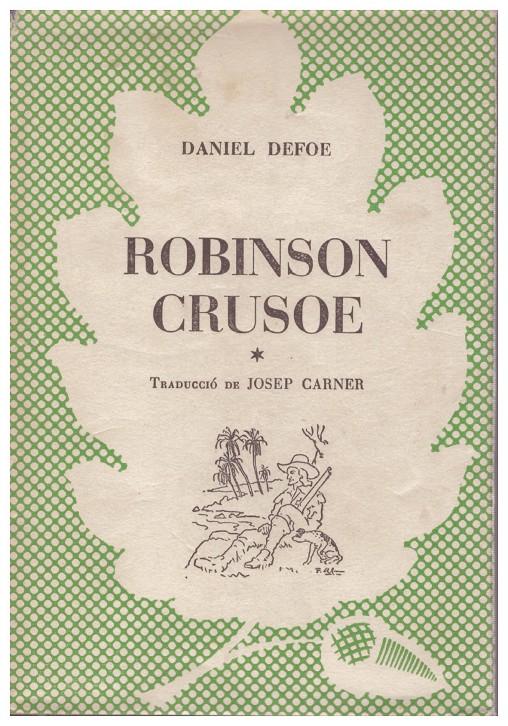 DANIEL DEFOE
ROBINSON
CRUSOE
TRADUCCIÓ DE JOSEP CARNER